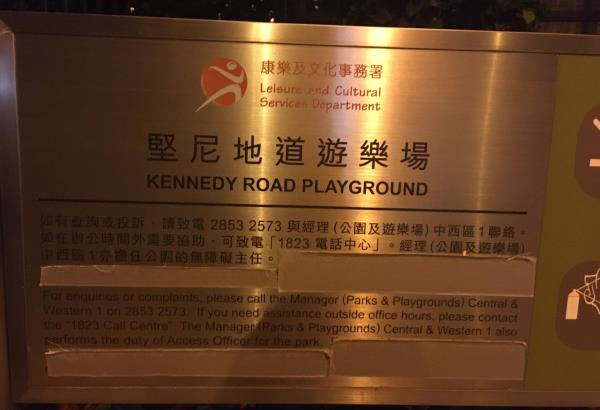 康樂及文化事務署
Leisure and Cultural
Services Department
堅尼地道遊樂場
KENNEDY ROAD PLAYGROUND
如有查詢或投訴，請致電 2853 2573 與經理 (公園及遊樂場) 中西區 1 聯絡。
如在辦公時間外需要協助，可致電「1823 電話中心」。經理 (公園及遊樂場)
中西區 1 亦擔任公園的無障礙主任。
For enquiries or complaints, please call the Manager (Parks & Playgrounds) Central &
Western 1 on 2853 2573. If you need assistance outside office hours, please contact
the "1823 Call Centre" The Manager (Parks & Playgrounds) Central & Western 1 also
performs the duty of Access Officer for the park.